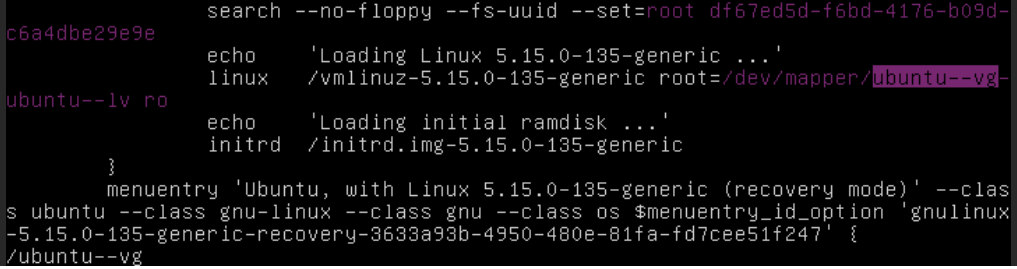 search --no-floppy --fs-uuid --set=root df67ed5d-f6bd-4176-b09d-
c6a4dbe29e9e
echo 'Loading Linux 5.15.0-135-generic ...'
linux /vmlinuz-5.15.0-135-generic root=/dev/mapper/ubuntu--vg-
ubuntu--lv ro
echo 'Loading initial ramdisk ...'
initrd /initrd.img-5.15.0-135-generic
}
menuentry 'Ubuntu, with Linux 5.15.0-135-generic (recovery mode)' --clas
s ubuntu --class gnu-linux --class gnu --class os $menuentry_id_option 'gnulinux
-5.15.0-135-generic-recovery-3633a93b-4950-480e-81fa-fd7cee51f247' {
/ubuntu--vg